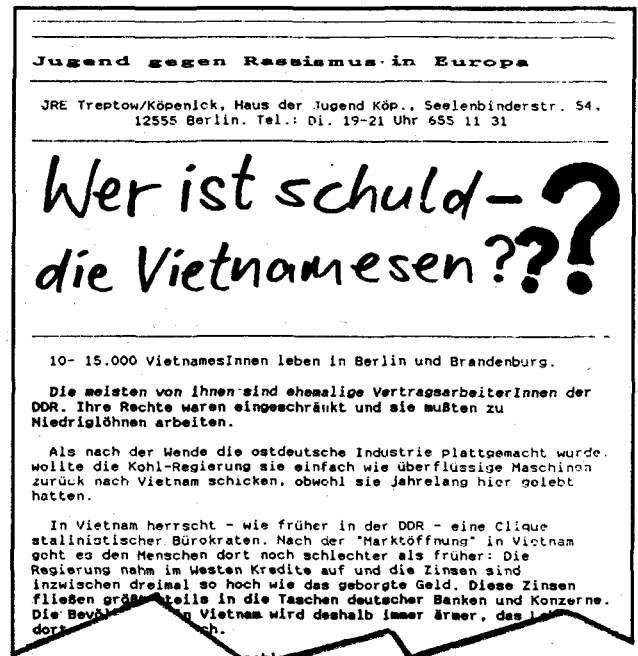 Jugend gegen Rassismus in Europa
JRE Treptow/Köpenick, Haus der Jugend Köp., Seelenbinderstr. 54,
12555 Berlin. Tel.: Di. 19-21 Uhr 655 11 31
Wer ist schuld - ?
die Vietnamesen ??
10- 15.000 VietnamesInnen leben in Berlin und Brandenburg.
Die meisten von ihnen sind ehemalige VertragsarbeiterInnen der
DDR. Ihre Rechte waren eingeschränkt und sie mußten zu
Niedriglöhnen arbeiten.
Als nach der Wende die ostdeutsche Industrie plattgemacht wurde,
wollte die Kohl-Regierung sie einfach wie überflüssige Maschinen
zurück nach Vietnam schicken, obwohl sie jahrelang hier gelebt
hatten.
In Vietnam herrscht - wie früher in der DDR - eine Clique
stalinistischer Bürokraten. Nach der "Marktöffnung" in Vietnam
geht es den Menschen dort noch schlechter als früher: Die
Regierung nahm im Westen Kredite auf und die Zinsen sind
inzwischen dreimal so hoch wie das geborgte Geld. Diese Zinsen
fließen größtenteils in die Taschen deutscher Banken und Konzerne.
Die Vietnam wird deshalb immer ärmer, das
dort